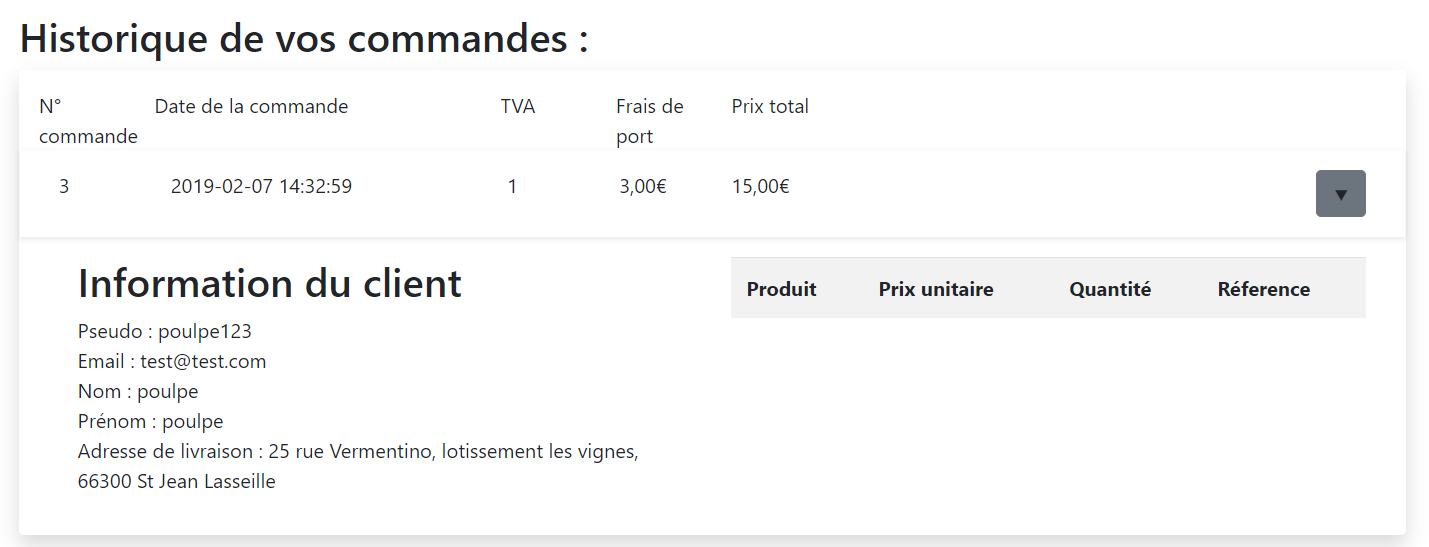 Historique de vos commandes :
N° commande Date de la commande TVA Frais de port Prix total
3 2019-02-07 14:32:59 1 3,00€ 15,00€ ▼
Information du client
Pseudo : poulpe123
Email : test@test.com
Nom : poulpe
Prénom : poulpe
Adresse de livraison : 25 rue Vermentino, lotissement les vignes,
66300 St Jean Lasseille
Produit Prix unitaire Quantité Réference